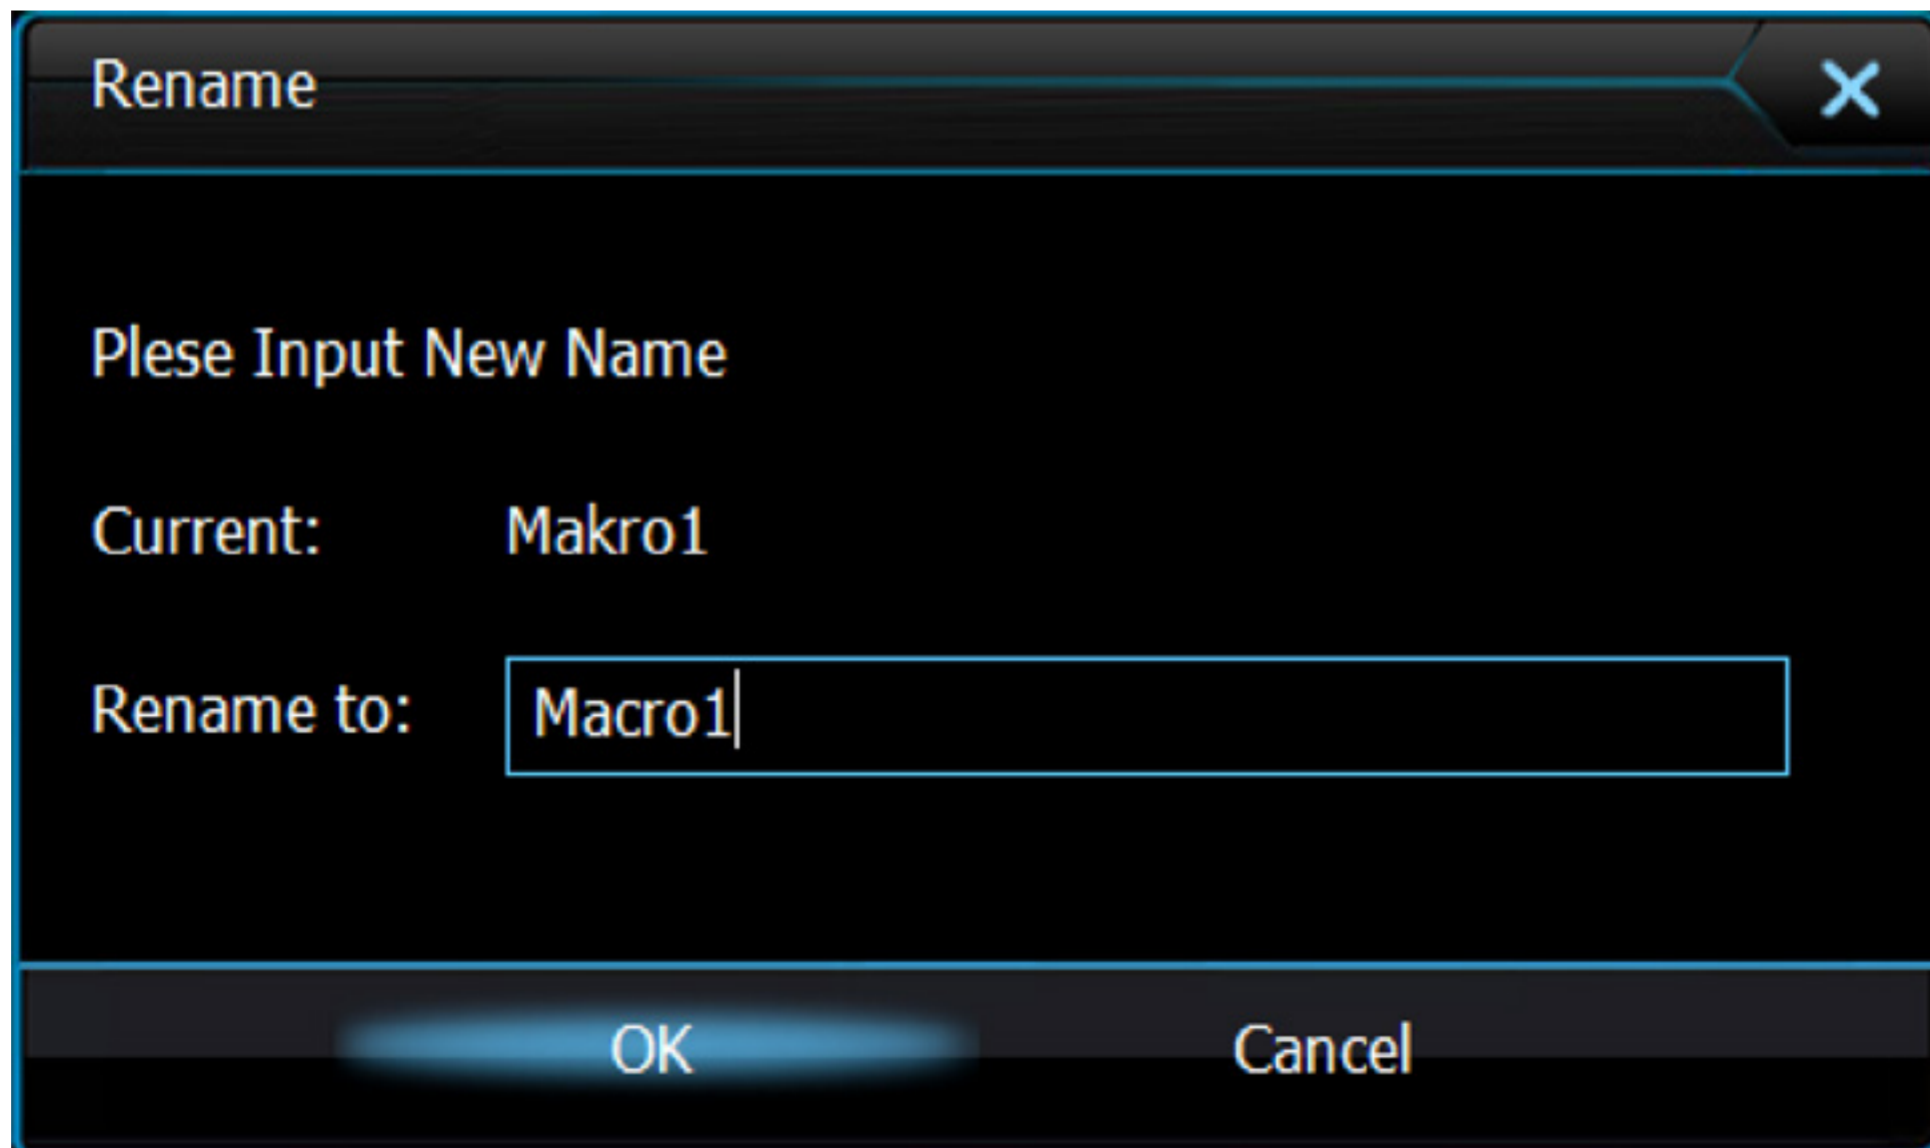 Rename
Plese Input New Name
Current: Makro1
Rename to: Macro1
OK Cancel